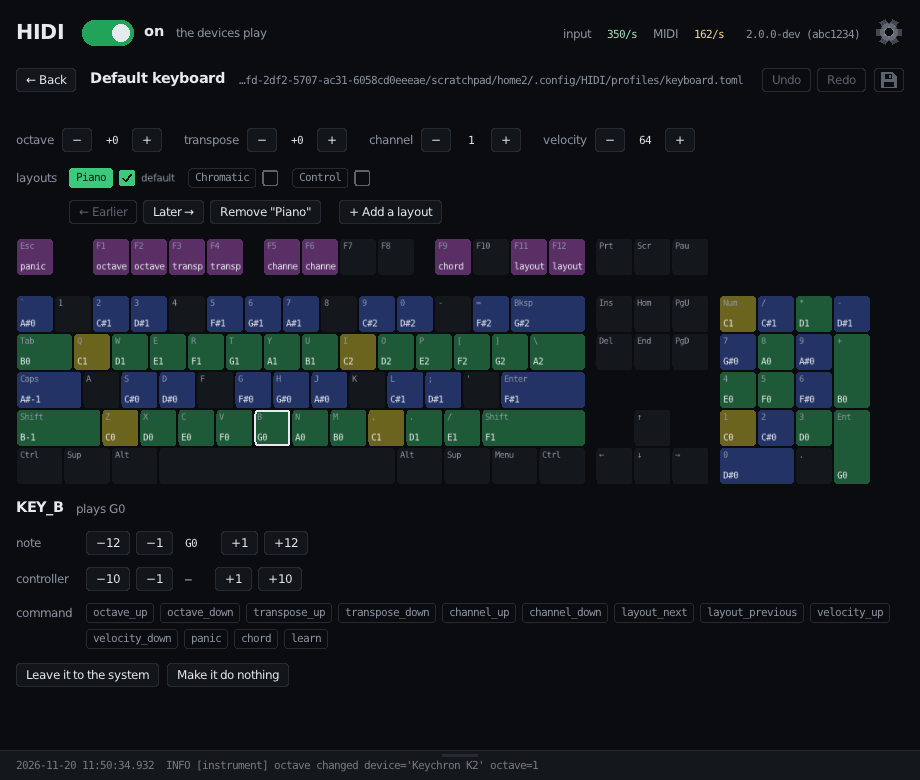 HIDI on the devices play input 350/s MIDI 162/s 2.0.0-dev (abc1234)
← Back Default keyboard …fd-2df2-5707-ac31-6058cd0eeeae/scratchpad/home2/.config/HIDI/profiles/keyboard.toml Undo Redo
octave − +0 + transpose − +0 + channel − 1 + velocity − 64 +
layouts Piano default Chromatic Control
← Earlier Later → Remove "Piano" + Add a layout
Esc F1 F2 F3 F4 F5 F6 F7 F8 F9 F10 F11 F12 Prt Scr Pau
panic octave octave transp transp channe channe chord layout layout
` 1 2 3 4 5 6 7 8 9 0 - = Bksp Ins Hom PgU Num / * -
A#0 C#1 D#1 F#1 G#1 A#1 C#2 D#2 F#2 G#2 C1 C#1 D1 D#1
Tab Q W E R T Y U I O P [ ] \ Del End PgD 7 8 9 +
B0 C1 D1 E1 F1 G1 A1 B1 C2 D2 E2 F2 G2 A2 G#0 A0 A#0
Caps A S D F G H J K L ; ' Enter 4 5 6
A#-1 C#0 D#0 F#0 G#0 A#0 C#1 D#1 F#1 E0 F0 F#0 B0
Shift Z X C V B N M , . / Shift ↑ 1 2 3 Ent
B-1 C0 D0 E0 F0 G0 A0 B0 C1 D1 E1 F1 C0 C#0 D0
Ctrl Sup Alt Alt Sup Menu Ctrl ← ↓ → 0 .
D#0 G0
KEY_B plays G0
note −12 −1 G0 +1 +12
controller −10 −1 — +1 +10
command octave_up octave_down transpose_up transpose_down channel_up channel_down layout_next layout_previous velocity_up
velocity_down panic chord learn
Leave it to the system Make it do nothing
2026-11-20 11:50:34.932 INFO [instrument] octave changed device='Keychron K2' octave=1